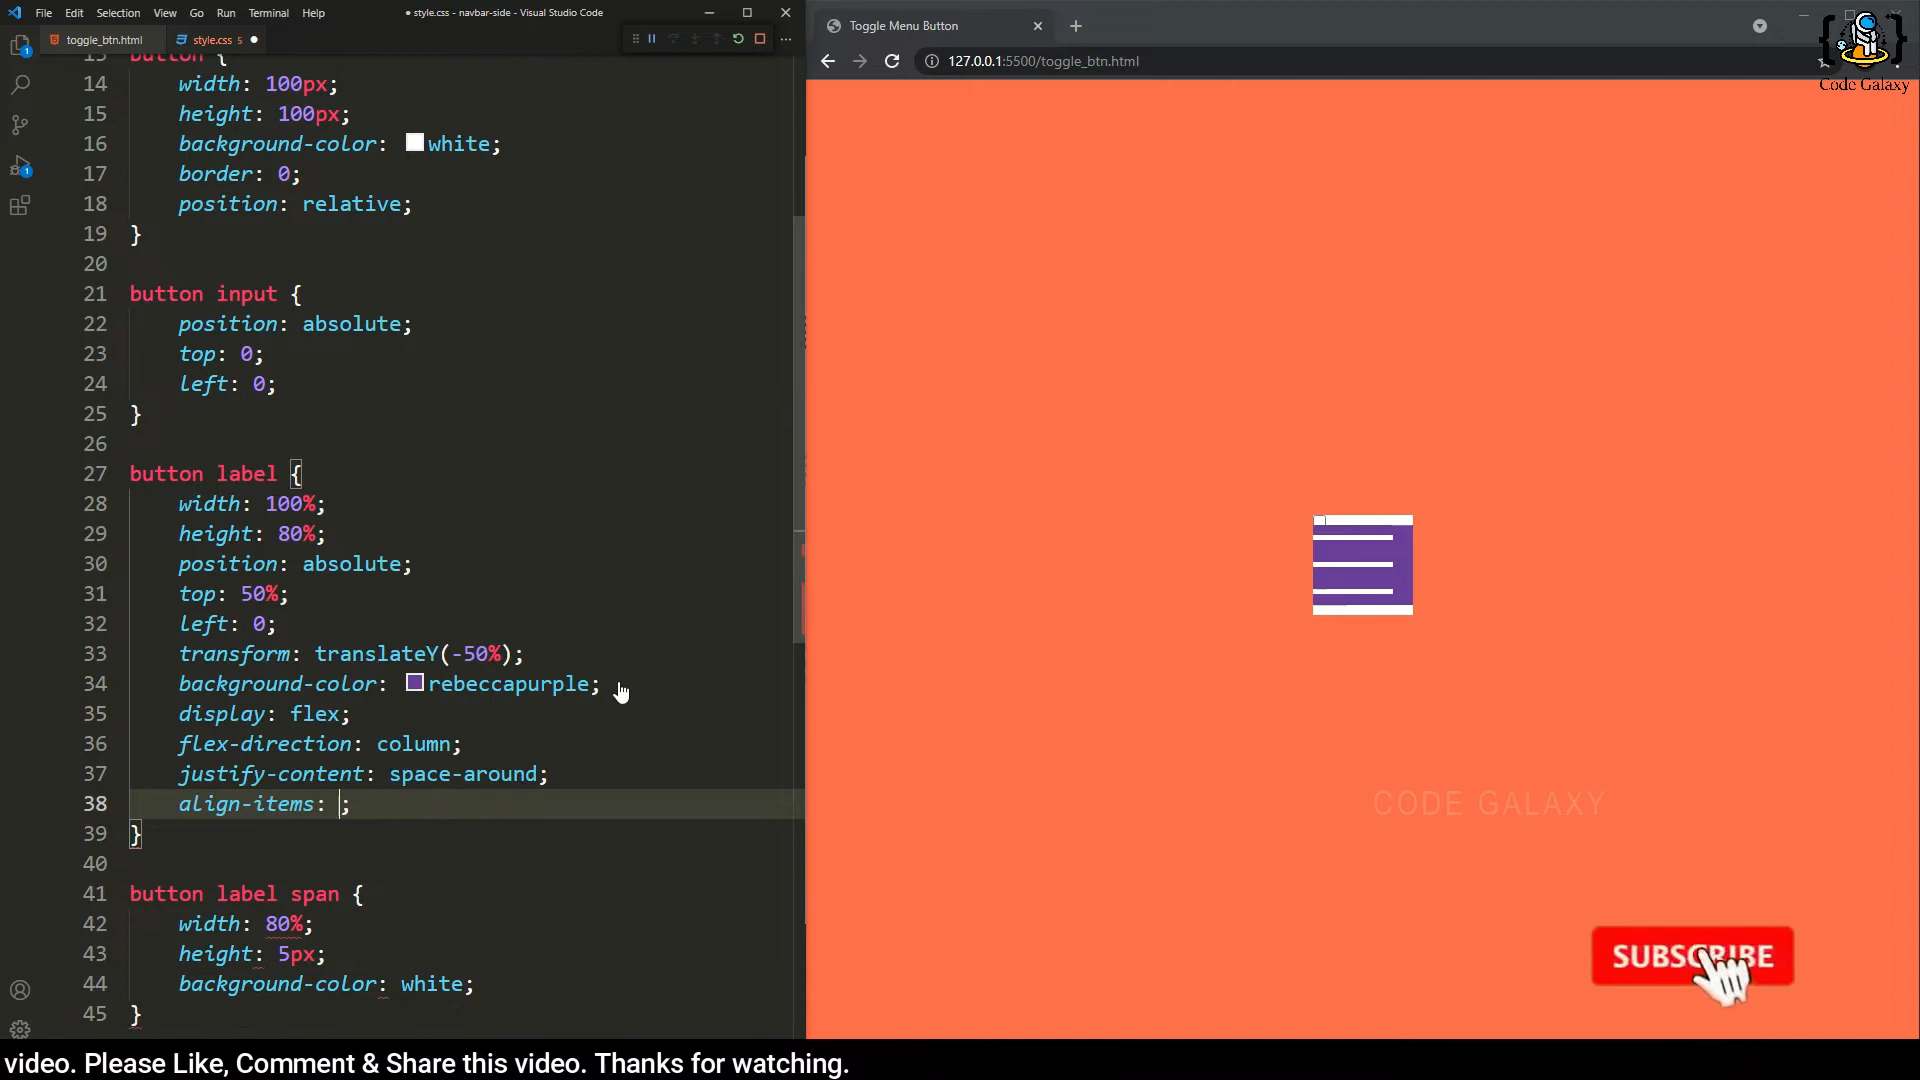 File Edit Selection View Go Run Terminal Help
● style.css - navbar-side - Visual Studio Code
toggle_btn.html
style.css 5 ●
13 button {
14 width: 100px;
15 height: 100px;
16 background-color: white;
17 border: 0;
18 position: relative;
19 }
20
21 button input {
22 position: absolute;
23 top: 0;
24 left: 0;
25 }
26
27 button label {
28 width: 100%;
29 height: 80%;
30 position: absolute;
31 top: 50%;
32 left: 0;
33 transform: translateY(-50%);
34 background-color: rebeccapurple;
35 display: flex;
36 flex-direction: column;
37 justify-content: space-around;
38 align-items: ;
39 }
40
41 button label span {
42 width: 80%;
43 height: 5px;
44 background-color: white;
45 }
Toggle Menu Button
127.0.0.1:5500/toggle_btn.html
Code Galaxy
CODE GALAXY
SUBSCRIBE
video. Please Like, Comment & Share this video. Thanks for watching.